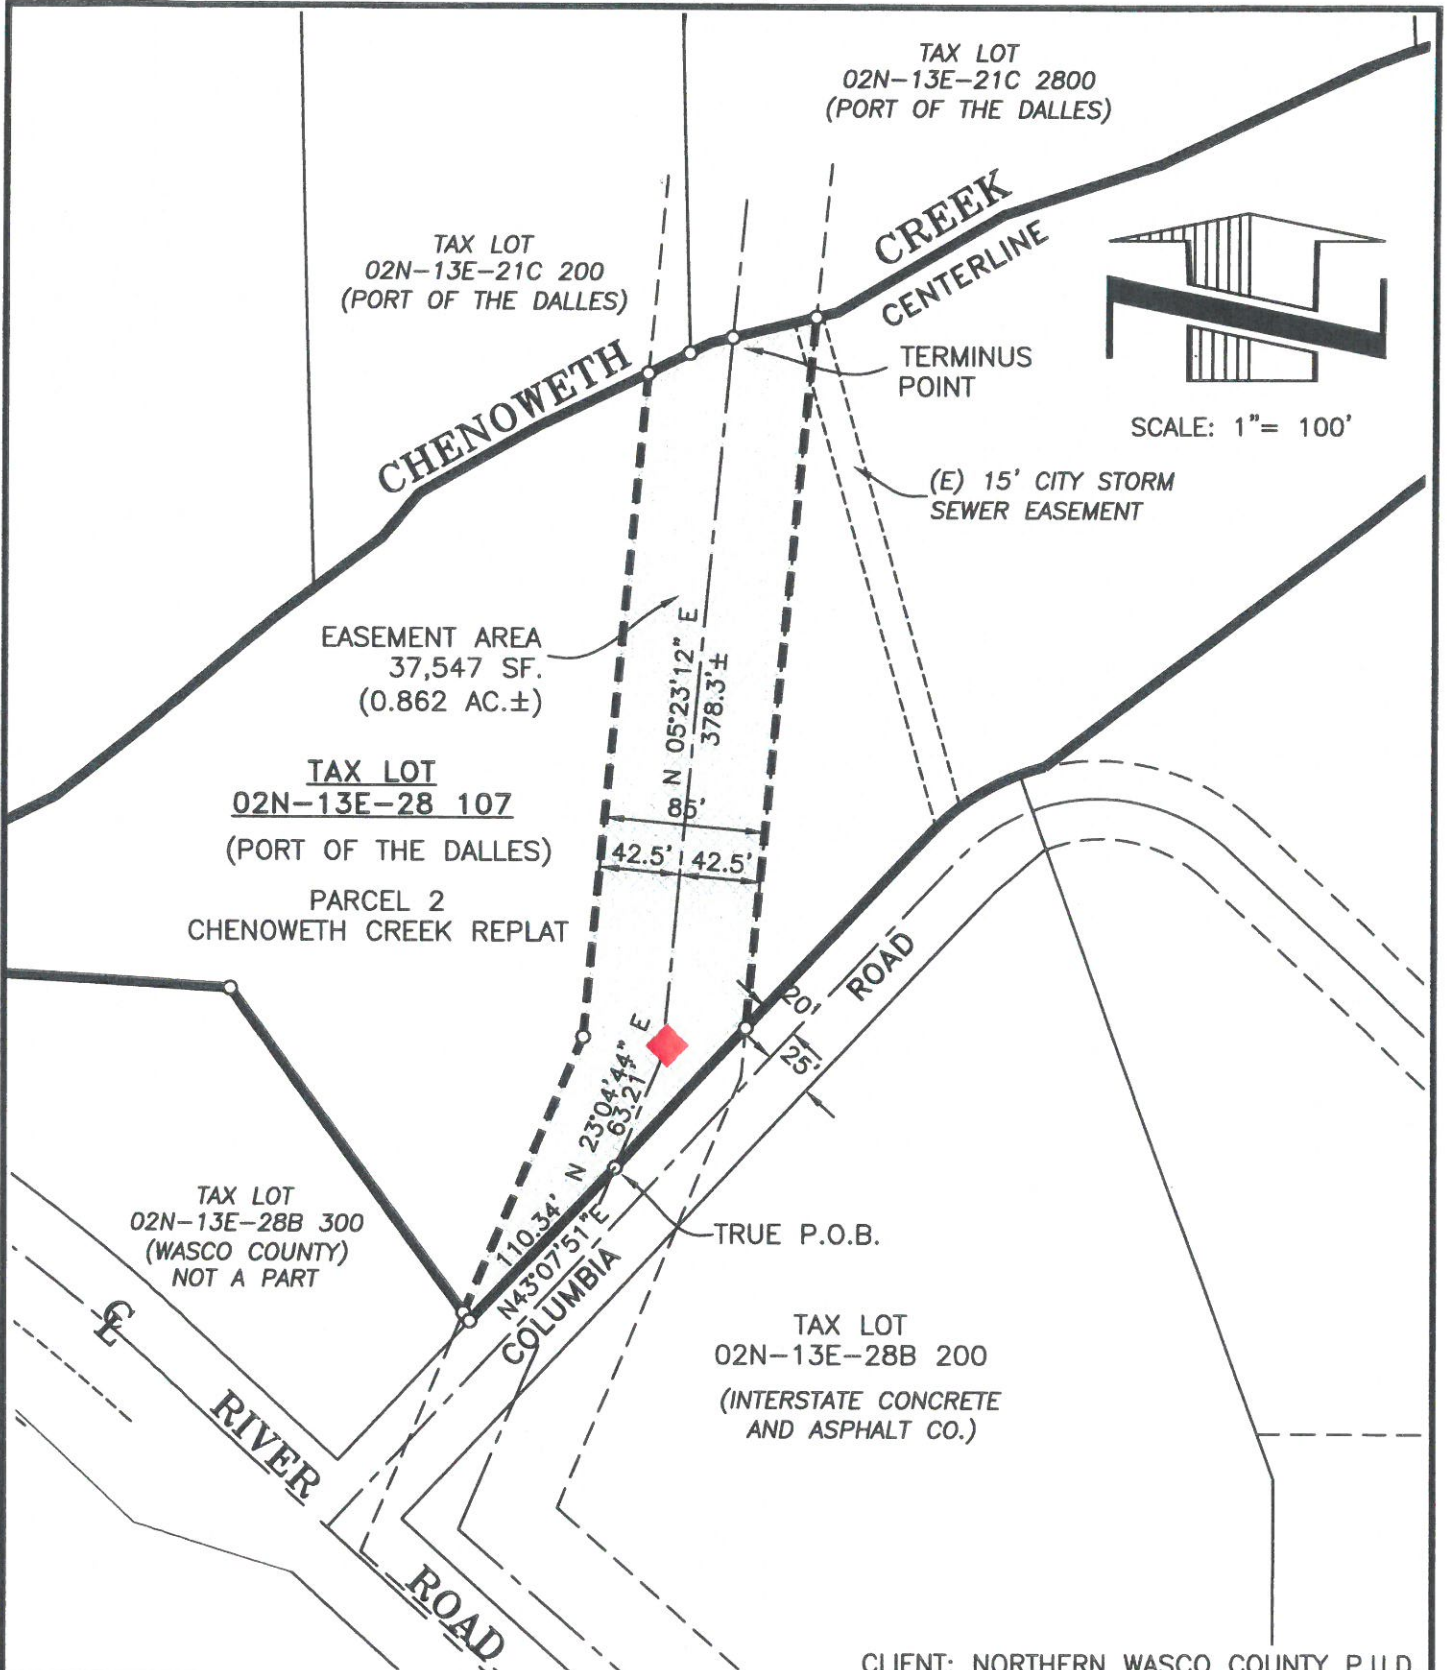 TAX LOT
02N-13E-21C 2800
(PORT OF THE DALLES)
TAX LOT
02N-13E-21C 200
(PORT OF THE DALLES)
CHENOWETH CREEK
CENTERLINE
TERMINUS
POINT
SCALE: 1"= 100'
(E) 15' CITY STORM
SEWER EASEMENT
EASEMENT AREA
37,547 SF.
(0.862 AC.±)
N 05°23'12" E
378.3'±
TAX LOT
02N-13E-28 107
(PORT OF THE DALLES)
PARCEL 2
CHENOWETH CREEK REPLAT
85'
42.5' 42.5'
20'
25'
N 23°04'44" E
63.21'
110.34'
N43°07'51"E
COLUMBIA ROAD
TRUE P.O.B.
TAX LOT
02N-13E-28B 300
(WASCO COUNTY)
NOT A PART
CL
RIVER ROAD
TAX LOT
02N-13E-28B 200
(INTERSTATE CONCRETE
AND ASPHALT CO.)
CLIENT: NORTHERN WASCO COUNTY P.U.D.